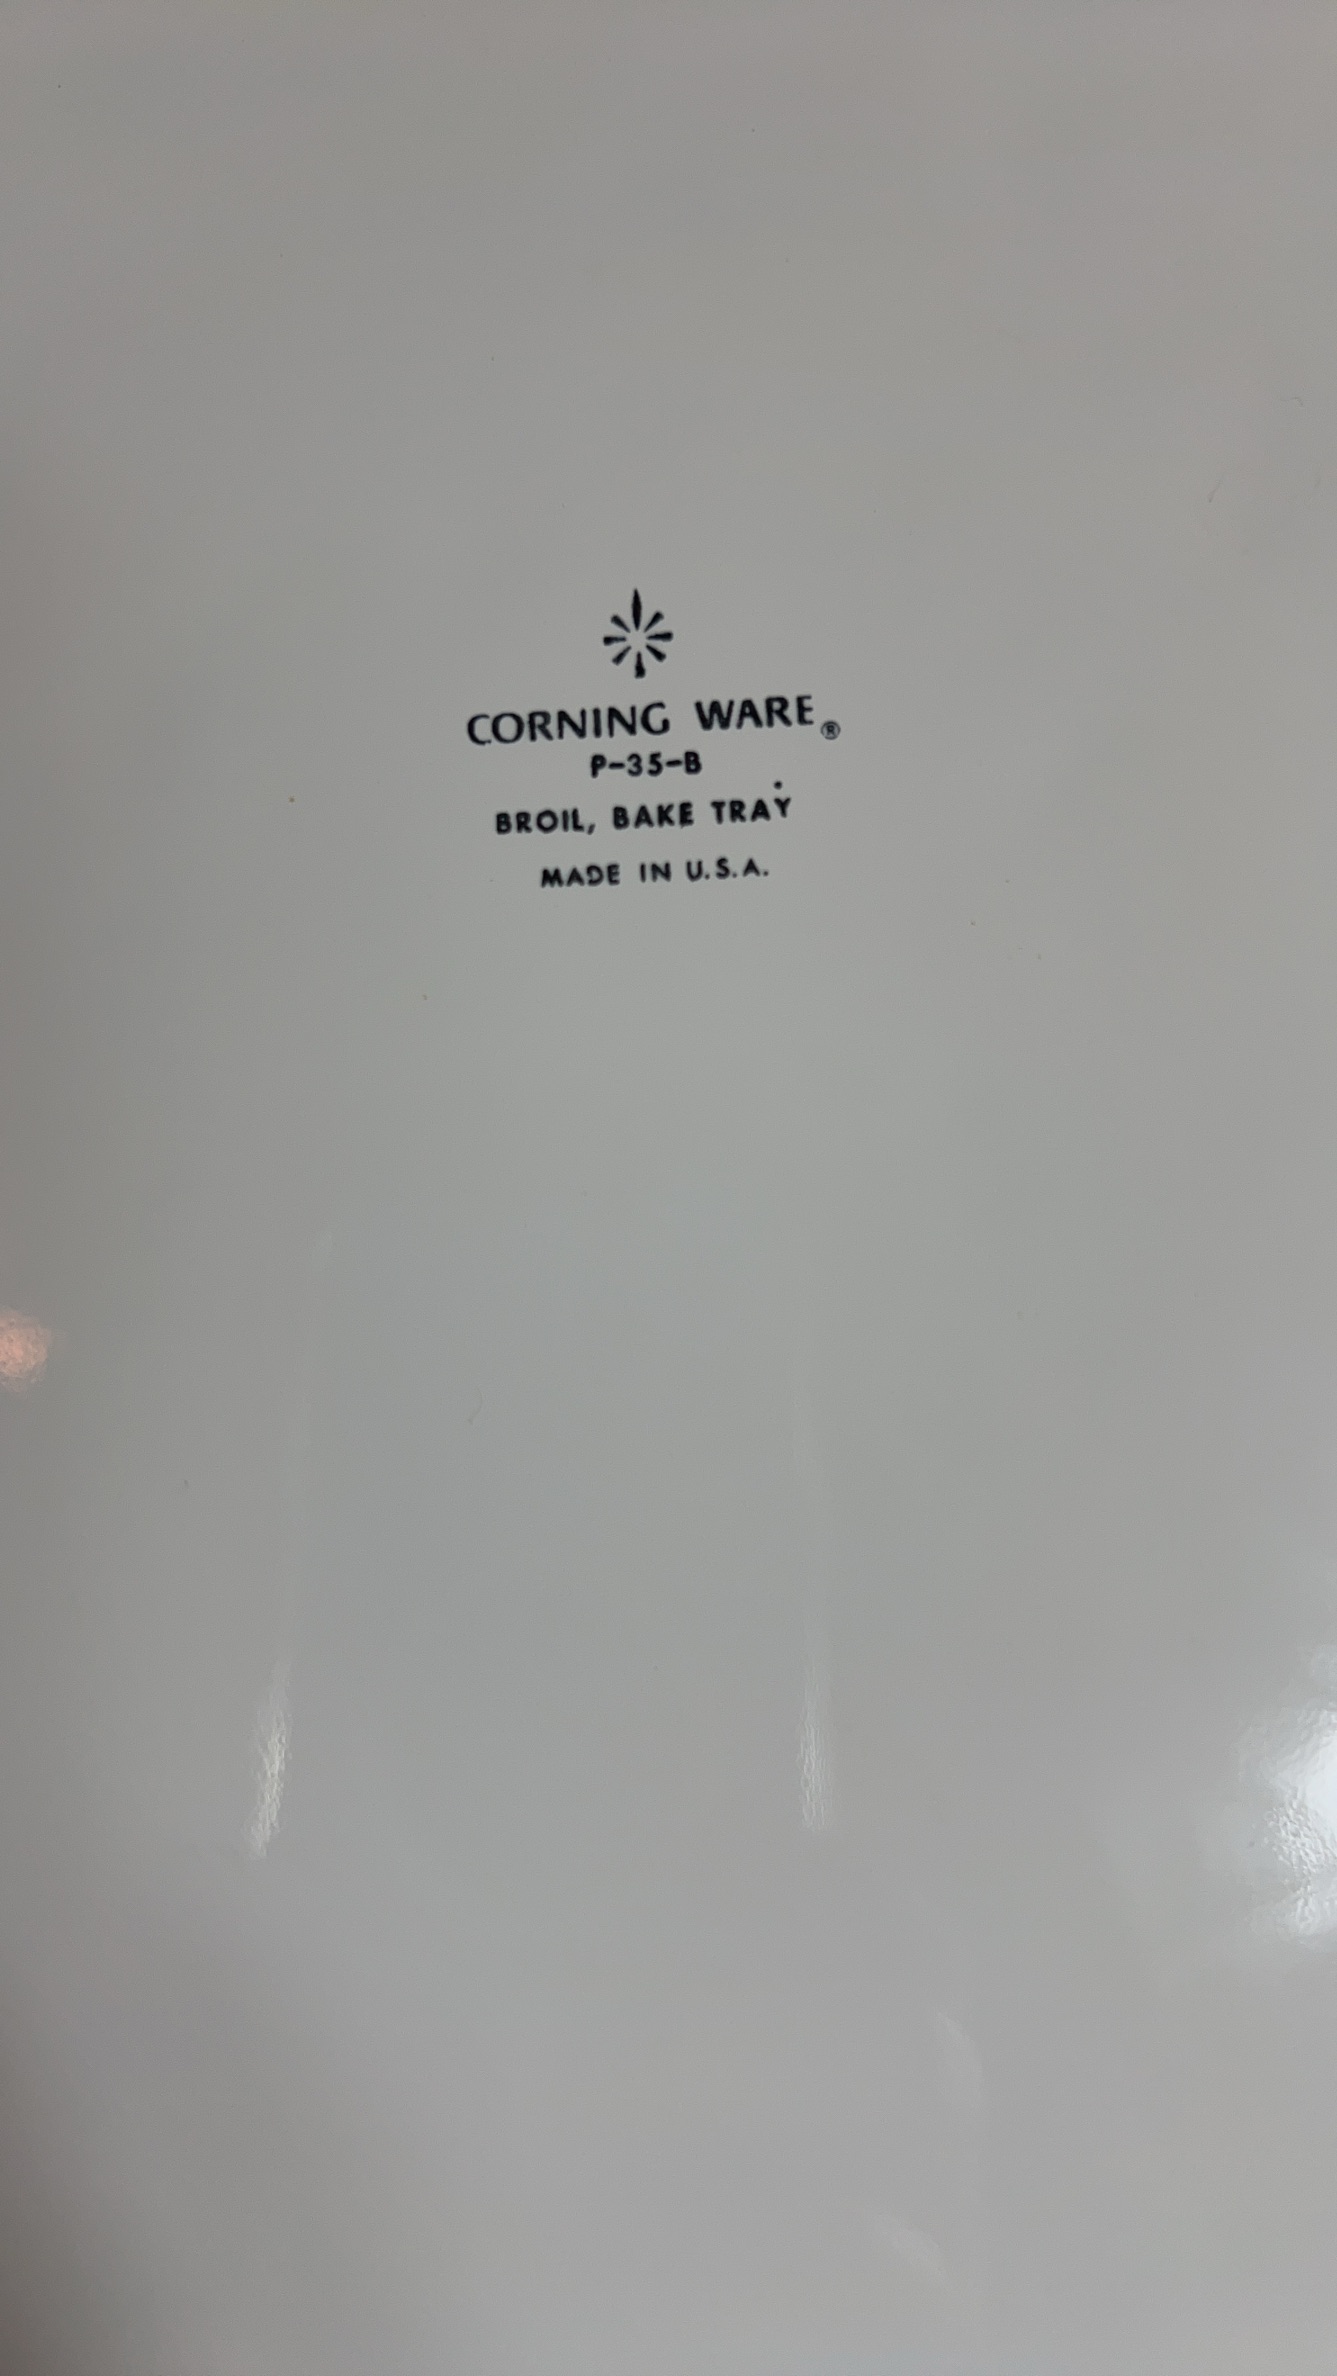 CORNING WARE®
P-35-B
BROIL, BAKE TRAY
MADE IN U.S.A.